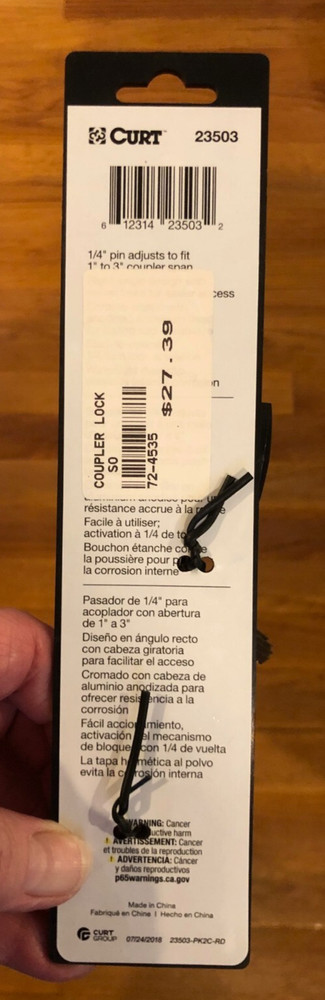 CURT™ 23503
6 12314 23503 2
1/4" pin adjusts to fit
1" to 3" coupler span
cess
$27.39
COUPLER LOCK
SO
72-4535
résistance accrue à la
Facile à utiliser;
activation à 1/4 de
Bouchon étanche
la poussière pour
la corrosion interne
Pasador de 1/4" para
acoplador con abertura
de 1" a 3"
Diseño en ángulo recto
con cabeza giratoria
para facilitar el acceso
Cromado con cabeza de
aluminio anodizada para
ofrecer resistencia a la
corrosión
Fácil accionamiento,
activación del mecanismo
de bloqueo con 1/4 de vuelta
La tapa hermética al polvo
evita la corrosión interna
WARNING: Cancer
harm
AVERTISSEMENT: Cancer
et troubles de la reproduction
ADVERTENCIA: Cáncer
y daños reproductivos
p65warnings.ca.gov
Made in China
Fabriqué en China | Hecho en China
CURT GROUP 07/24/2018 23503-PK2C-RD